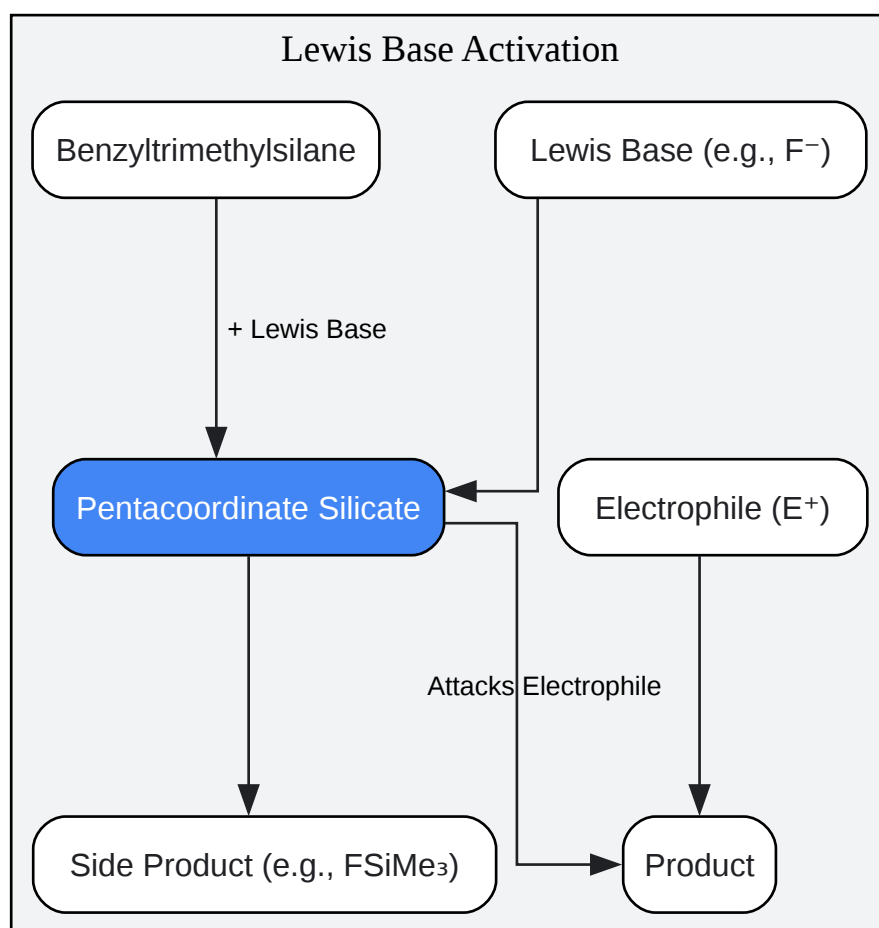 Lewis Base Activation
Benzyltrimethylsilane
Lewis Base (e.g., F⁻)
+ Lewis Base
Pentacoordinate Silicate
Electrophile (E⁺)
Attacks Electrophile
Side Product (e.g., FSiMe₃)
Product